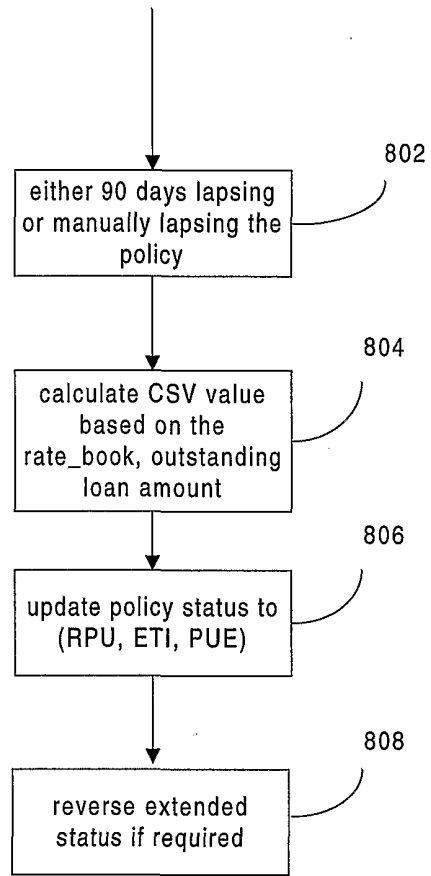 802
either 90 days lapsing
or manually lapsing the
policy
804
calculate CSV value
based on the
rate_book, outstanding
loan amount
806
update policy status to
(RPU, ETI, PUE)
808
reverse extended
status if required